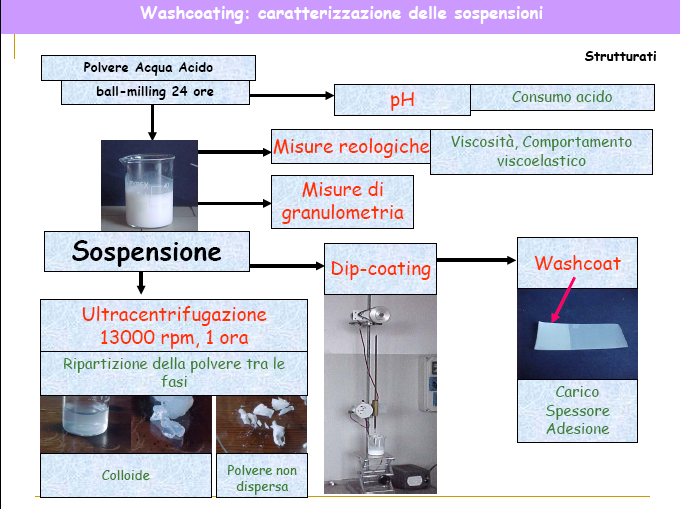 Washcoating: caratterizzazione delle sospensioni
Strutturati
Polvere Acqua Acido
ball-milling 24 ore
pH
Consumo acido
Misure reologiche
Viscosità, Comportamento
viscoelastico
Misure di
granulometria
Sospensione
Dip-coating
Washcoat
Ultracentrifugazione
13000 rpm, 1 ora
Ripartizione della polvere tra le
fasi
Carico
Spessore
Adesione
Colloide
Polvere non
dispersa